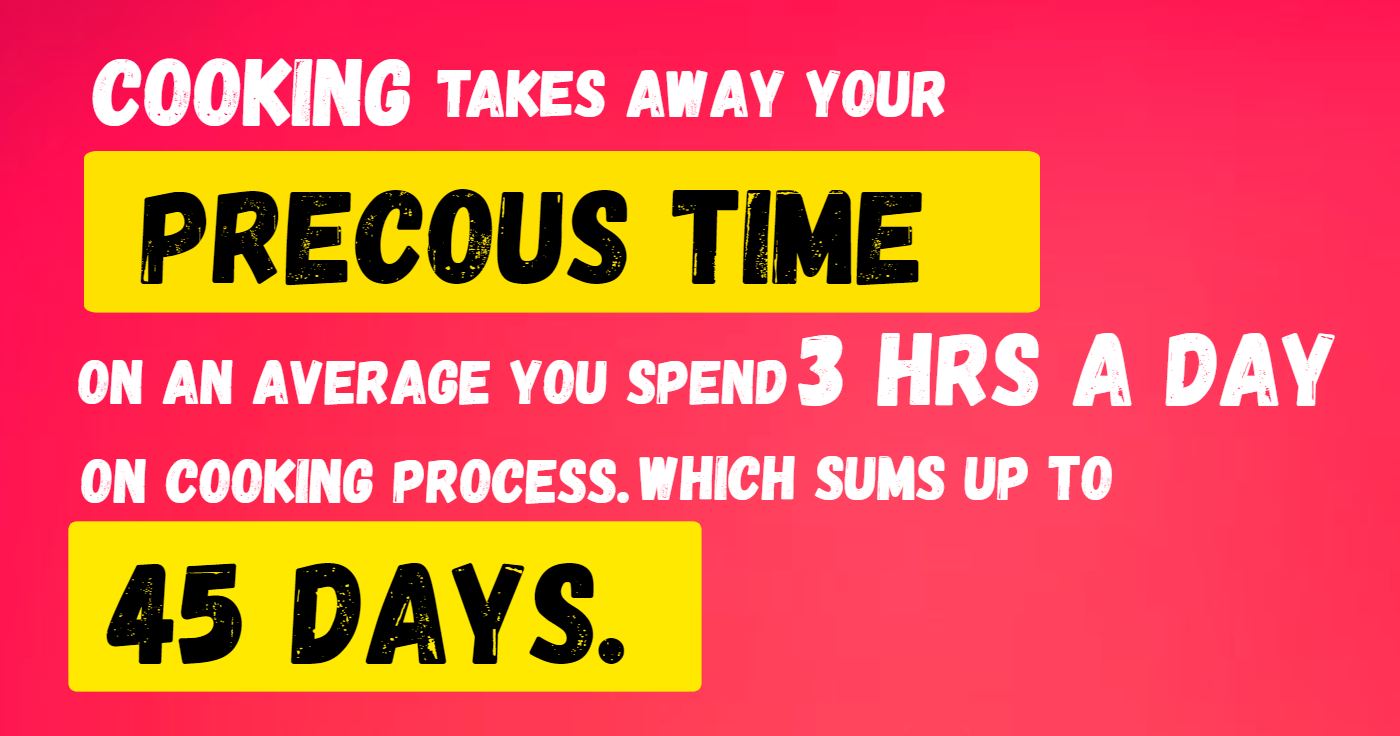 COOKING TAKES AWAY YOUR
PRECOUS TIME
ON AN AVERAGE YOU SPEND 3 HRS A DAY
ON COOKING PROCESS. WHICH SUMS UP TO
45 DAYS.